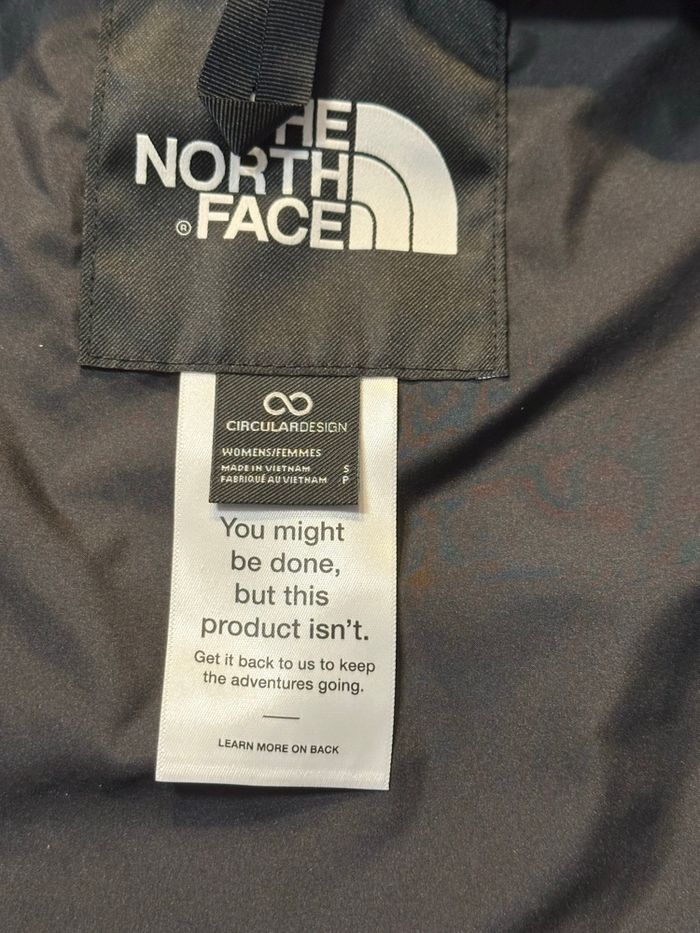 THE
NORTH
® FACE
CIRCULARDESIGN
WOMENS/FEMMES
MADE IN VIETNAM S
FABRIQUÉ AU VIETNAM P
You might
be done,
but this
product isn't.
Get it back to us to keep
the adventures going.
LEARN MORE ON BACK